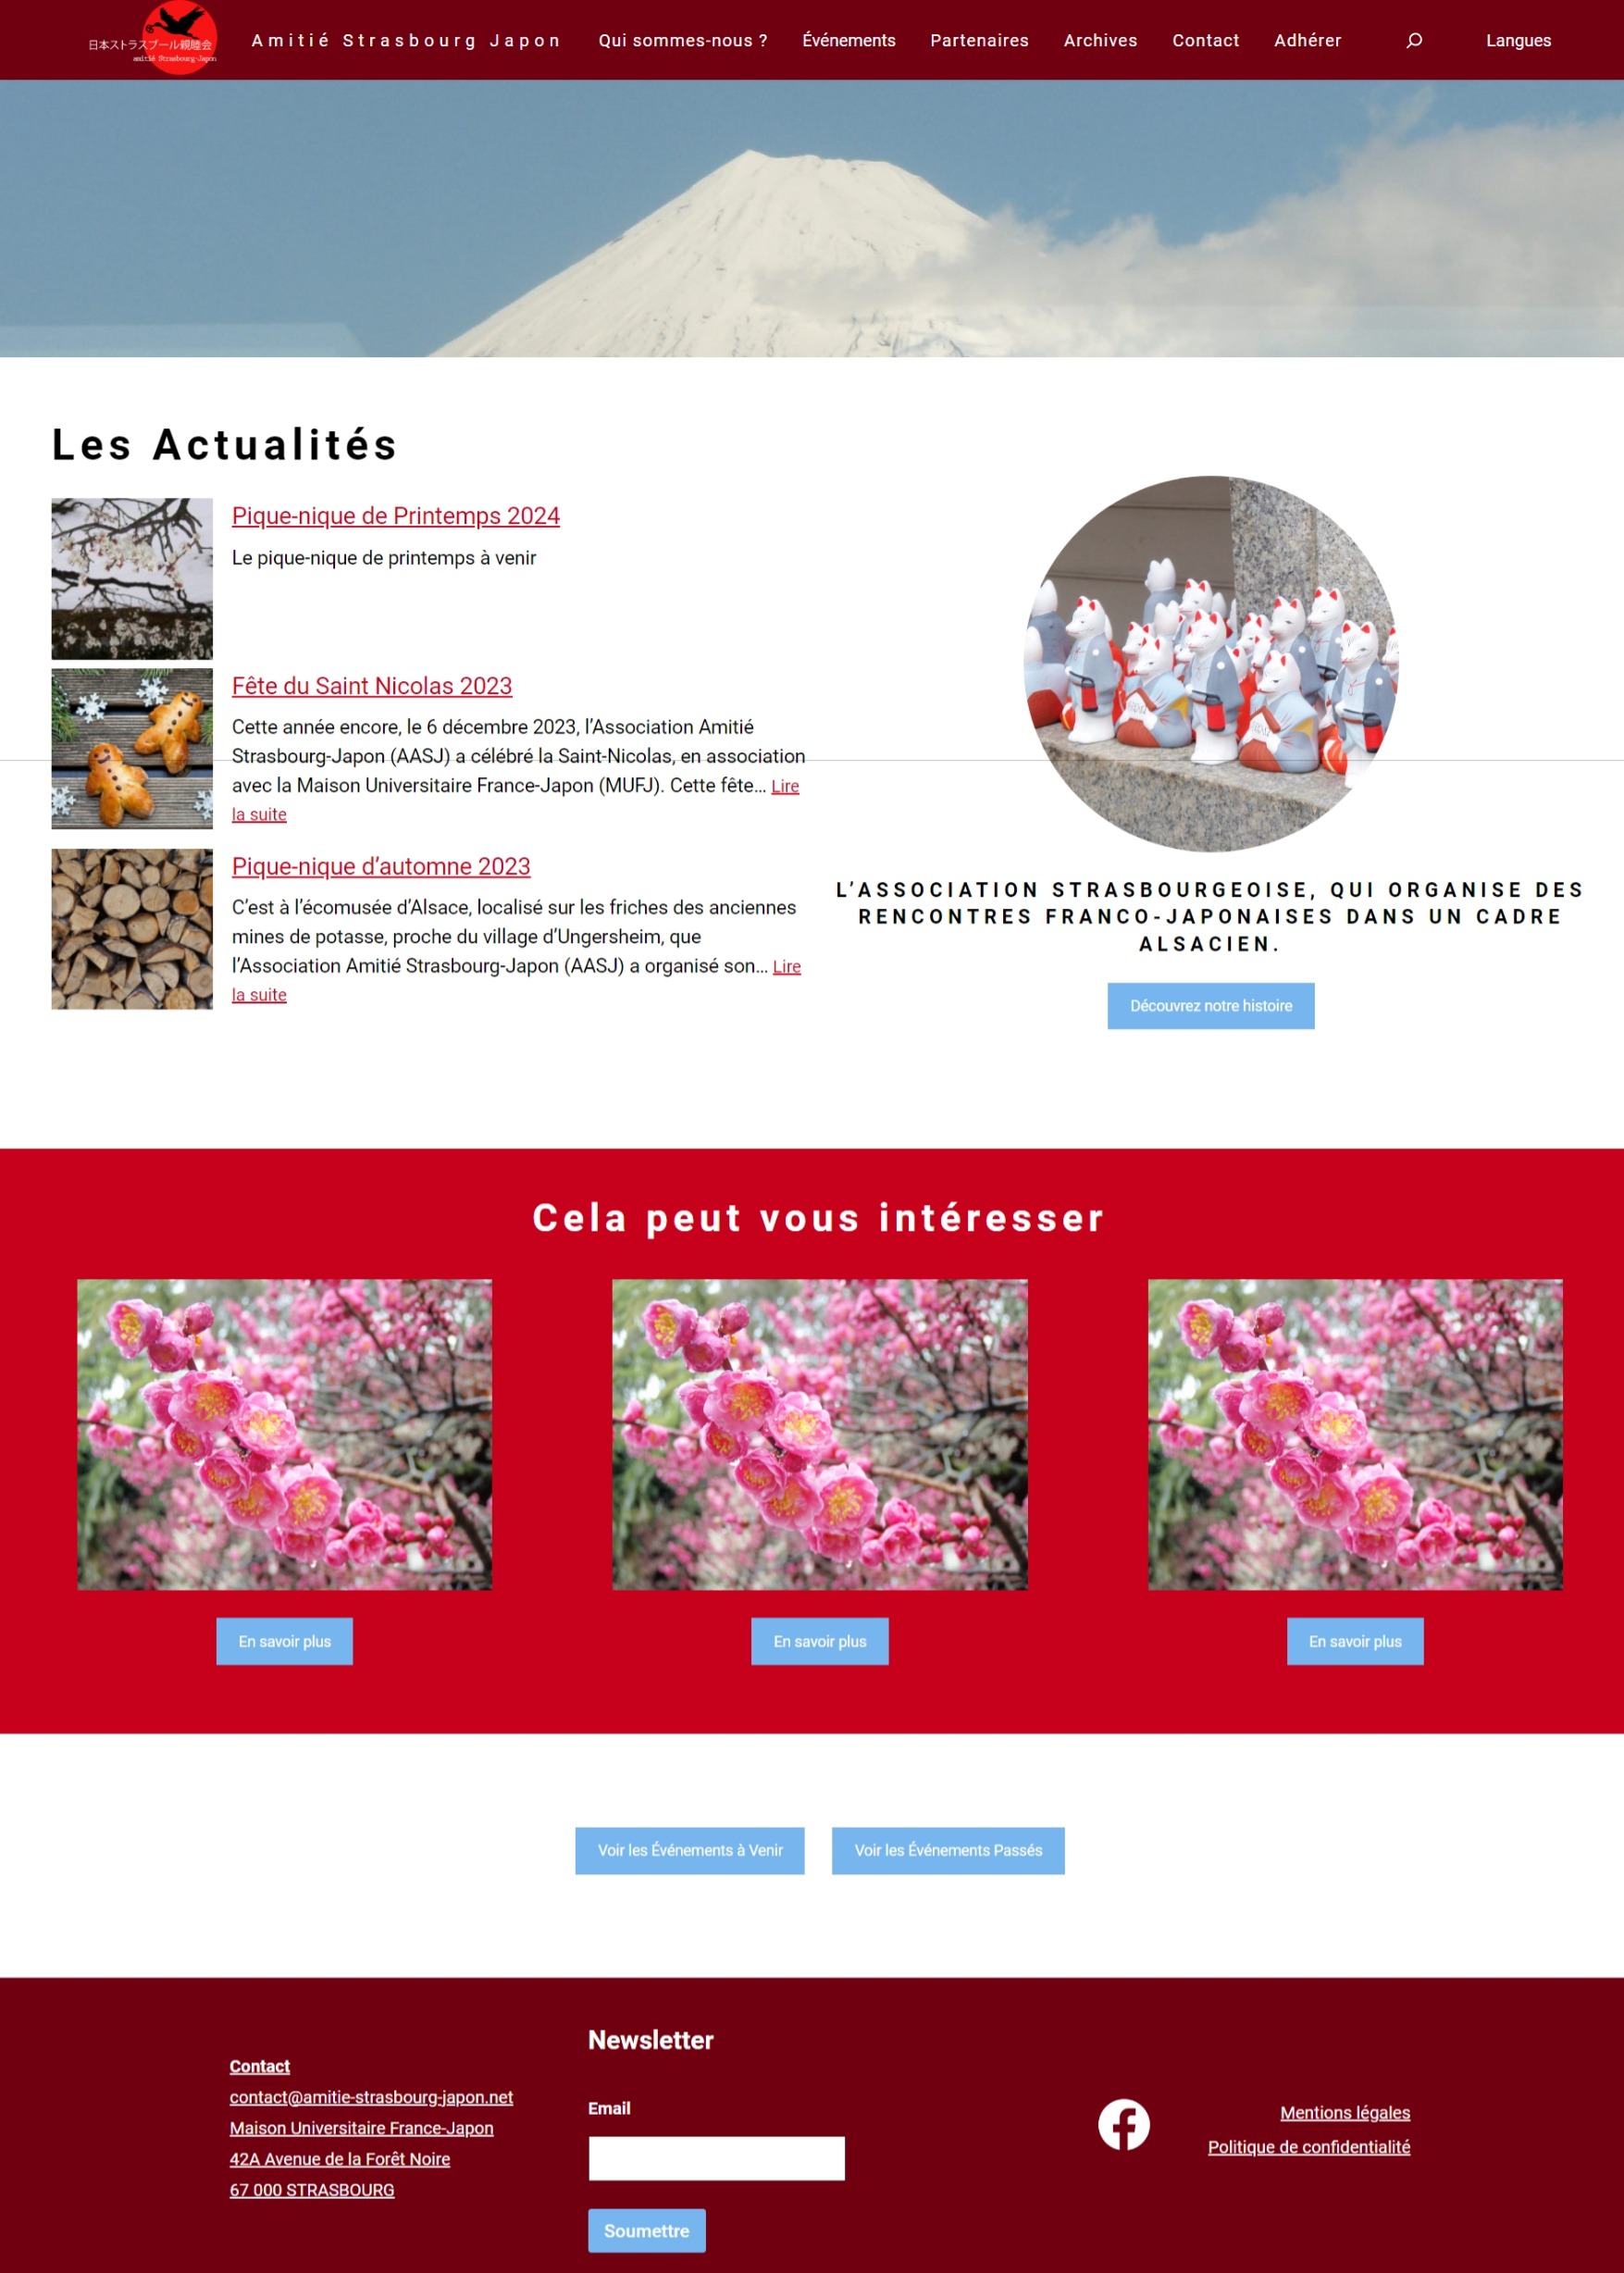 日本ストラスブール親睦会
amitié Strasbourg-Japon
Amitié Strasbourg Japon
Qui sommes-nous ?
Événements
Partenaires
Archives
Contact
Adhérer
Langues
Les Actualités
Pique-nique de Printemps 2024
Le pique-nique de printemps à venir
Fête du Saint Nicolas 2023
Cette année encore, le 6 décembre 2023, l’Association Amitié
Strasbourg-Japon (AASJ) a célébré la Saint-Nicolas, en association
avec la Maison Universitaire France-Japon (MUFJ). Cette fête… Lire
la suite
Pique-nique d’automne 2023
C’est à l’écomusée d’Alsace, localisé sur les friches des anciennes
mines de potasse, proche du village d’Ungersheim, que
l’Association Amitié Strasbourg-Japon (AASJ) a organisé son… Lire
la suite
L’ASSOCIATION STRASBOURGEOISE, QUI ORGANISE DES
RENCONTRES FRANCO-JAPONAISES DANS UN CADRE
ALSACIEN.
Découvrez notre histoire
Cela peut vous intéresser
En savoir plus
En savoir plus
En savoir plus
Voir les Événements à Venir
Voir les Événements Passés
Contact
contact@amitie-strasbourg-japon.net
Maison Universitaire France-Japon
42A Avenue de la Forêt Noire
67 000 STRASBOURG
Newsletter
Email
Soumettre
Mentions légales
Politique de confidentialité